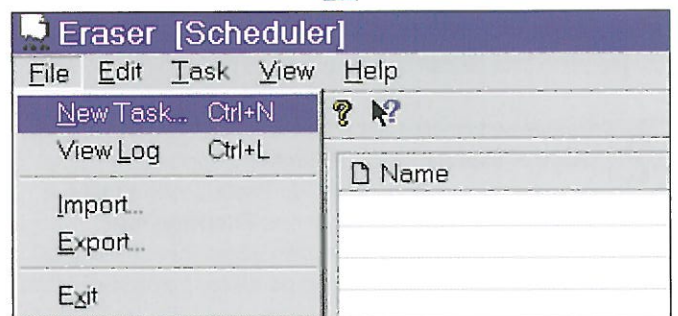 Eraser [Scheduler]
File Edit Task View Help
New Task... Ctrl+N
View Log Ctrl+L
Name
Import...
Export...
Exit